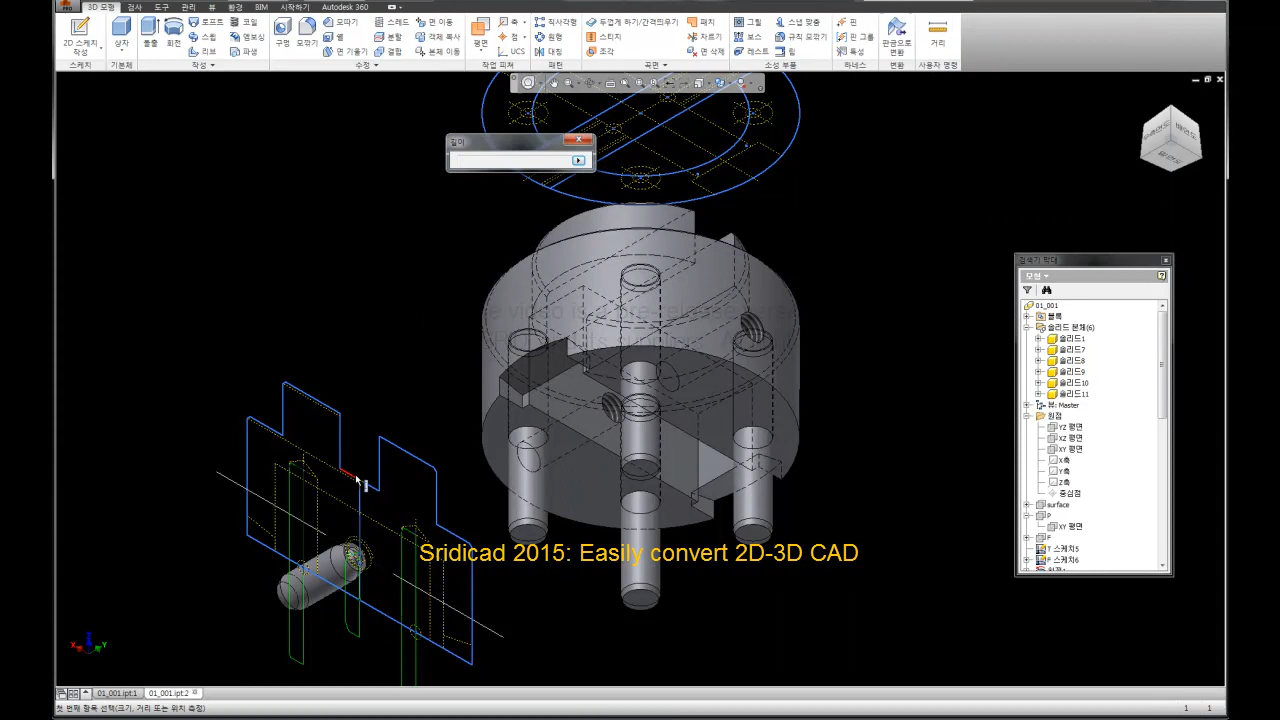 3D 모형 검사 도구 관리 뷰 환경 BIM 시작하기 Autodesk 360
2D 스케치 작성
스케치
상자
기본체
돌출 회전 로프트 스윕 리브 코일 엠보싱 파생
작성
구멍 모깎기 모따기 쉘 면 기울기 스레드 분할 결합 면 이동 객체 복사 본체 이동
수정
평면 축 점 UCS
작업 피쳐
직사각형 원형 대칭
패턴
두껍게 하기/간격띄우기 스티치 조각 패치 자르기 면 삭제
곡면
그릴 보스 레스트 스냅 맞춤 규칙 모깎기 립
소성 부품
핀 핀 그룹 특성
하네스
판금으로 변환
변환
거리
사용자 명령
길이
검색기 막대
모형
01_001
블록
솔리드 본체(6)
솔리드1
솔리드7
솔리드8
솔리드9
솔리드10
솔리드11
뷰: Master
원점
YZ 평면
XZ 평면
XY 평면
X축
Y축
Z축
중심점
surface
P
XY 평면
F
T 스케치5
F 스케치6
Sridicad 2015: Easily convert 2D-3D CAD
X Z Y
01_001.ipt:1 01_001.ipt:2
첫 번째 항목 선택(크기, 거리 또는 위치 측정) 1 1